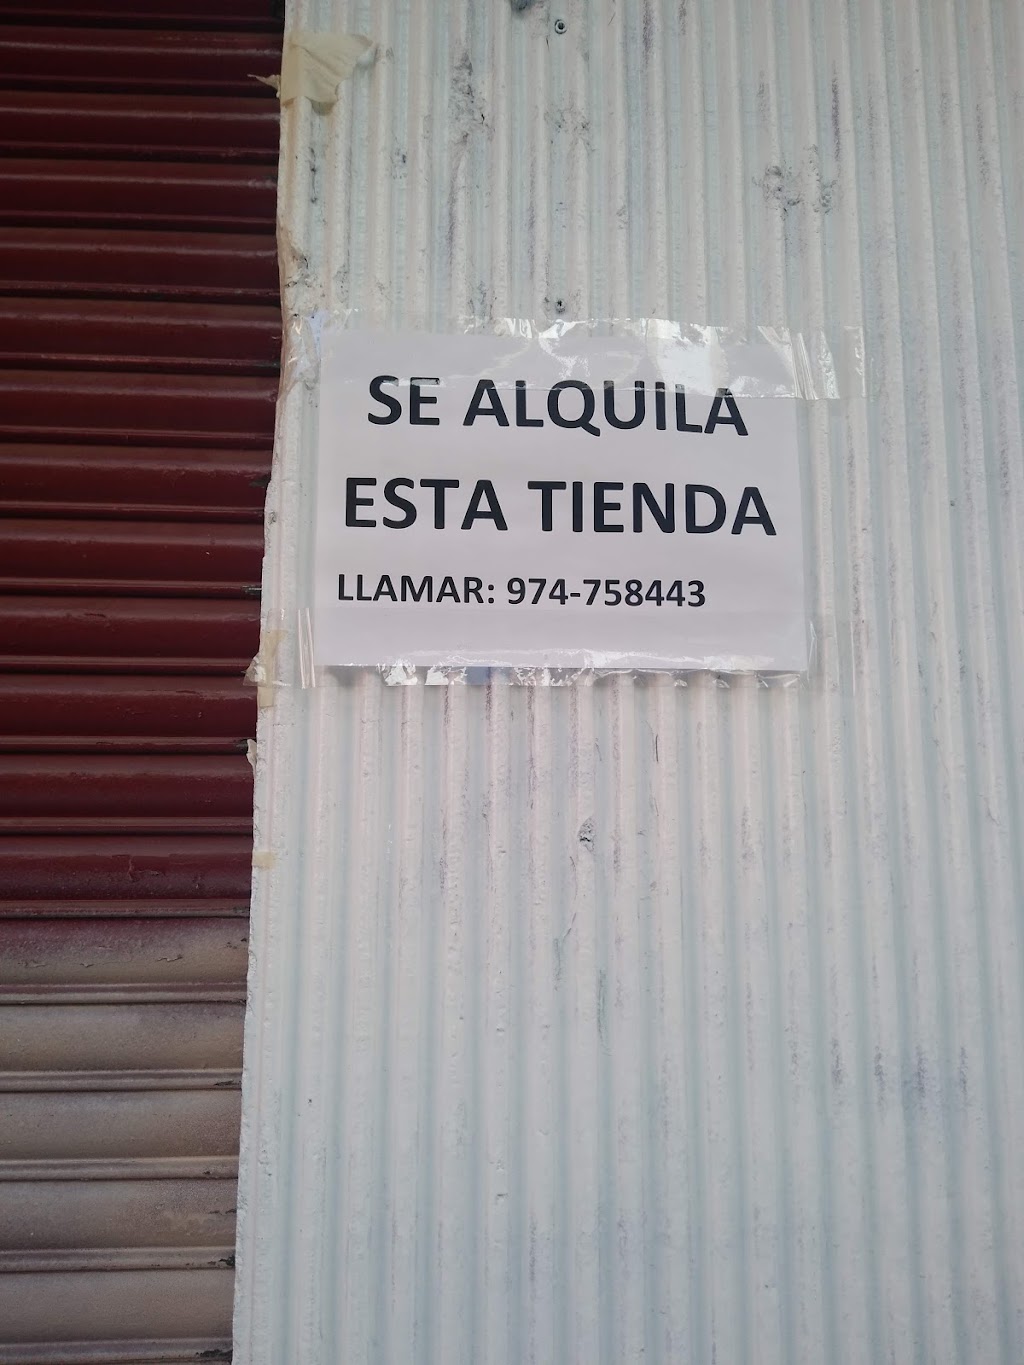 SE ALQUILA
ESTA TIENDA
LLAMAR: 974-758443